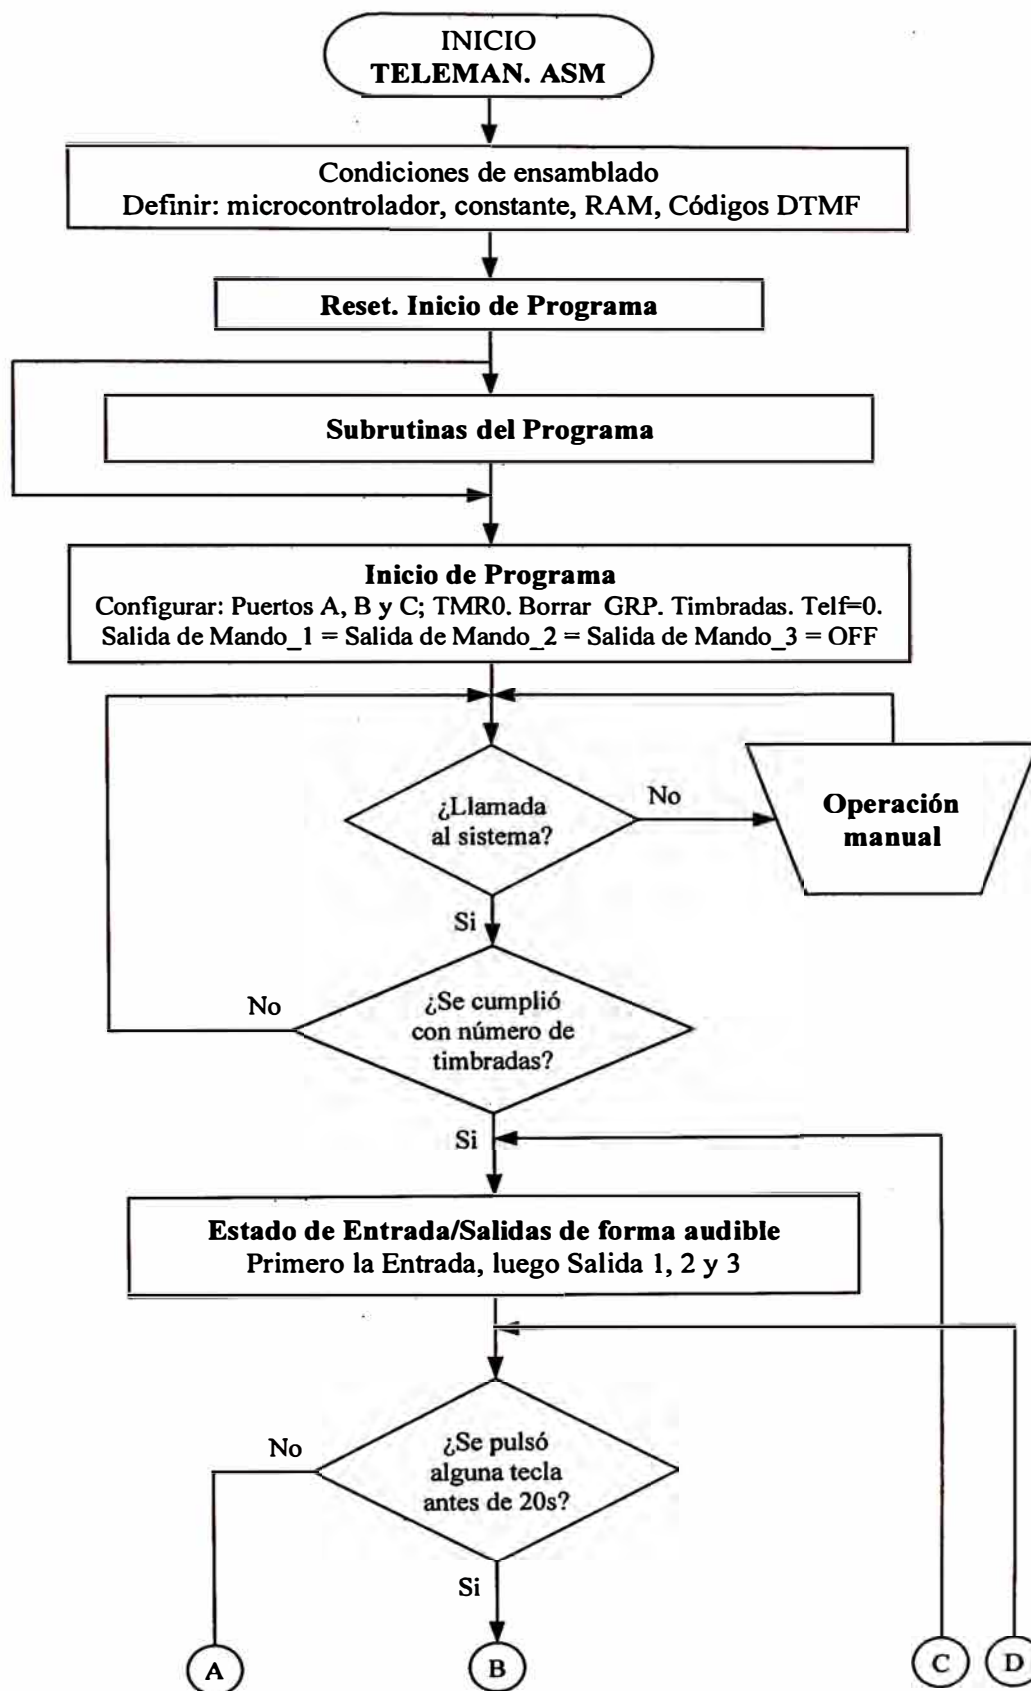 INICIO
TELEMAN. ASM
Condiciones de ensamblado
Definir: microcontrolador, constante, RAM, Códigos DTMF
Reset. Inicio de Programa
Subrutinas del Programa
Inicio de Programa
Configurar: Puertos A, B y C; TMR0. Borrar GRP. Timbradas. Telf=0.
Salida de Mando_1 = Salida de Mando_2 = Salida de Mando_3 = OFF
¿Llamada
al sistema?
No
Operación
manual
Si
¿Se cumplió
con número de
timbradas?
No
Si
Estado de Entrada/Salidas de forma audible
Primero la Entrada, luego Salida 1, 2 y 3
¿Se pulsó
alguna tecla
antes de 20s?
No
Si
A
B
C
D